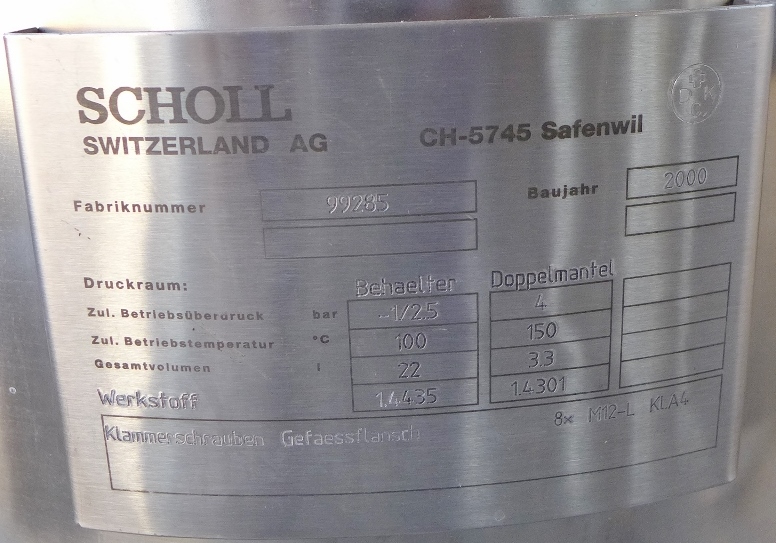 SCHOLL
SWITZERLAND AG CH-5745 Safenwil
Fabriknummer 99285 Baujahr 2000
Druckraum: Behaelter Doppelmantel
Zul. Betriebsüberdruck bar -1/2.5 4
Zul. Betriebstemperatur °C 100 150
Gesamtvolumen l 22 3.3
Werkstoff 1.4435 1.4301
Klammerschrauben Gefaessflansch 8x M12-L KLA4